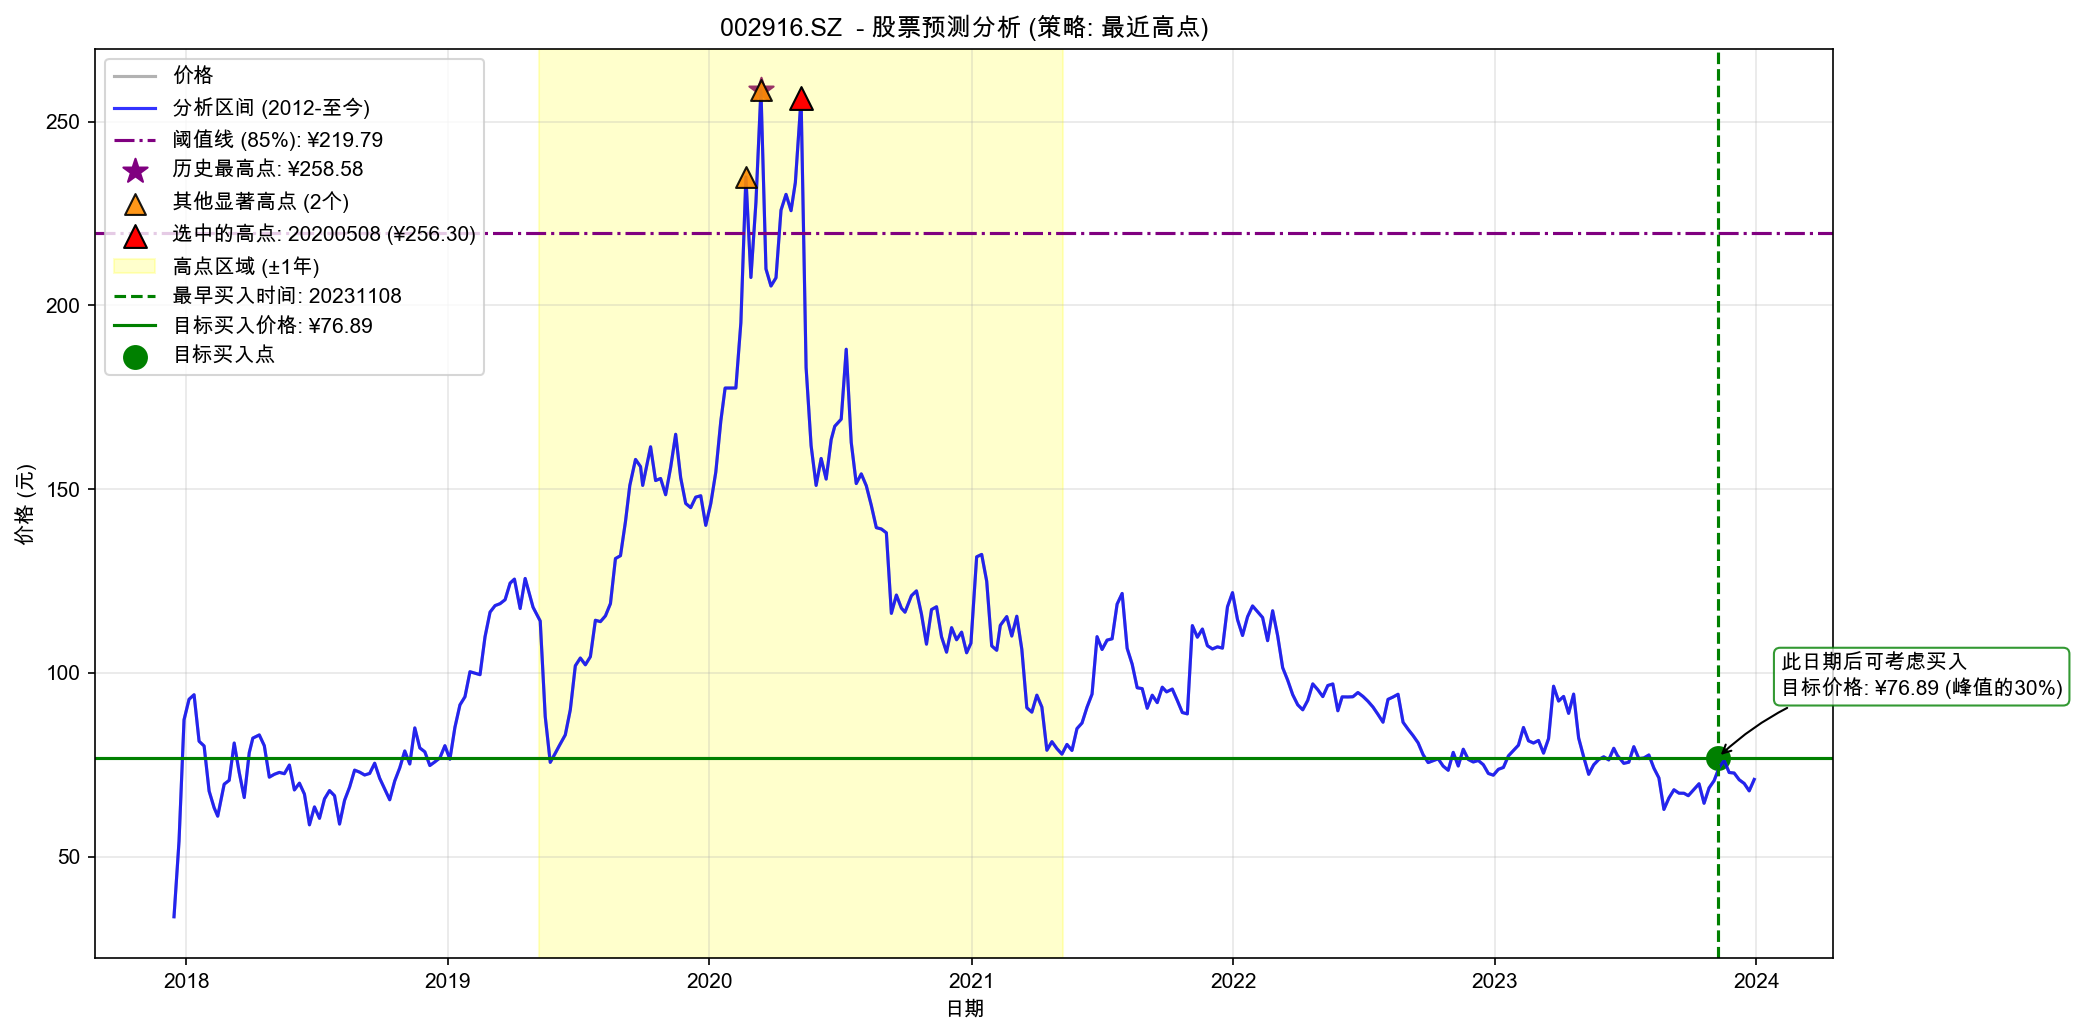 002916.SZ - 股票预测分析 (策略: 最近高点)
价格
分析区间 (2012-至今)
阈值线 (85%): ¥219.79
历史最高点: ¥258.58
其他显著高点 (2个)
选中的高点: 20200508 (¥256.30)
高点区域 (±1年)
最早买入时间: 20231108
目标买入价格: ¥76.89
目标买入点
250
200
150
100
50
价格 (元)
此日期后可考虑买入
目标价格: ¥76.89 (峰值的30%)
2018
2019
2020
2021
2022
2023
2024
日期